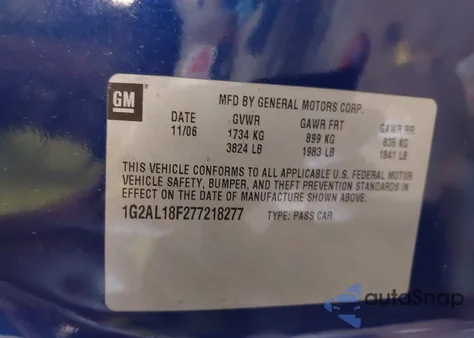 GM
MFD BY GENERAL MOTORS CORP.
DATE GVWR GAWR FRT GAWR RR
11/06 1734 KG 899 KG 835 KG
3824 LB 1983 LB 1841 LB
THIS VEHICLE CONFORMS TO ALL APPLICABLE U.S. FEDERAL MOTOR
VEHICLE SAFETY, BUMPER, AND THEFT PREVENTION STANDARDS IN
EFFECT ON THE DATE OF MANUFACTURE SHOWN ABOVE.
1G2AL18F277218277 TYPE: PASS CAR
autoSnap